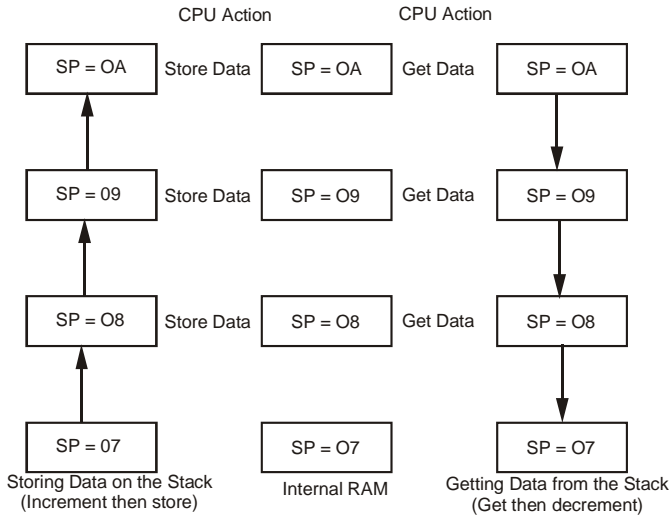 CPU Action CPU Action
SP = OA Store Data SP = OA Get Data SP = OA
SP = 09 Store Data SP = O9 Get Data SP = O9
SP = O8 Store Data SP = O8 Get Data SP = O8
SP = 07 SP = O7 SP = O7
Storing Data on the Stack
(Increment then store)
Internal RAM
Getting Data from the Stack
(Get then decrement)